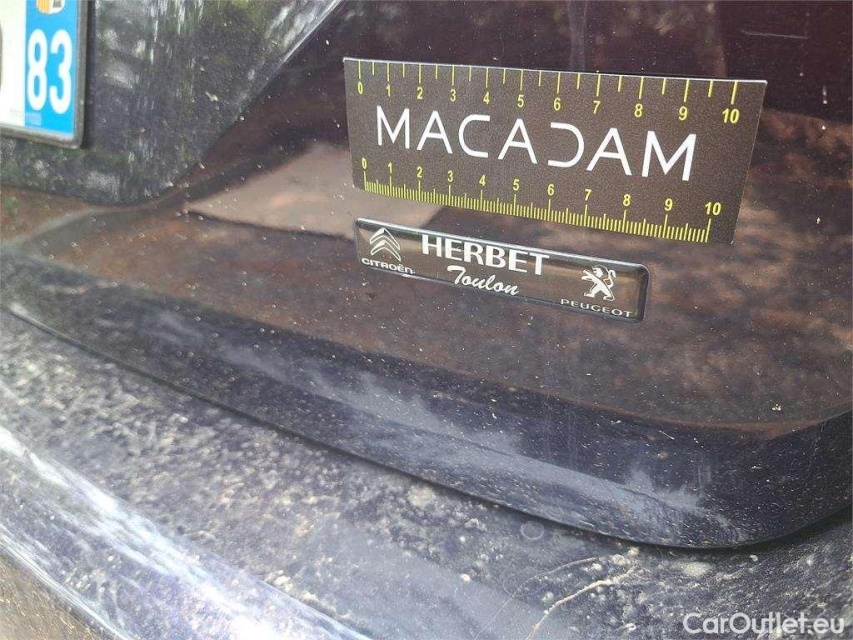 83
0 1 2 3 4 5 6 7 8 9 10
MACADAM
0 1 2 3 4 5 6 7 8 9 10
CITROËN
HERBET
Toulon
PEUGEOT
CarOutlet.eu